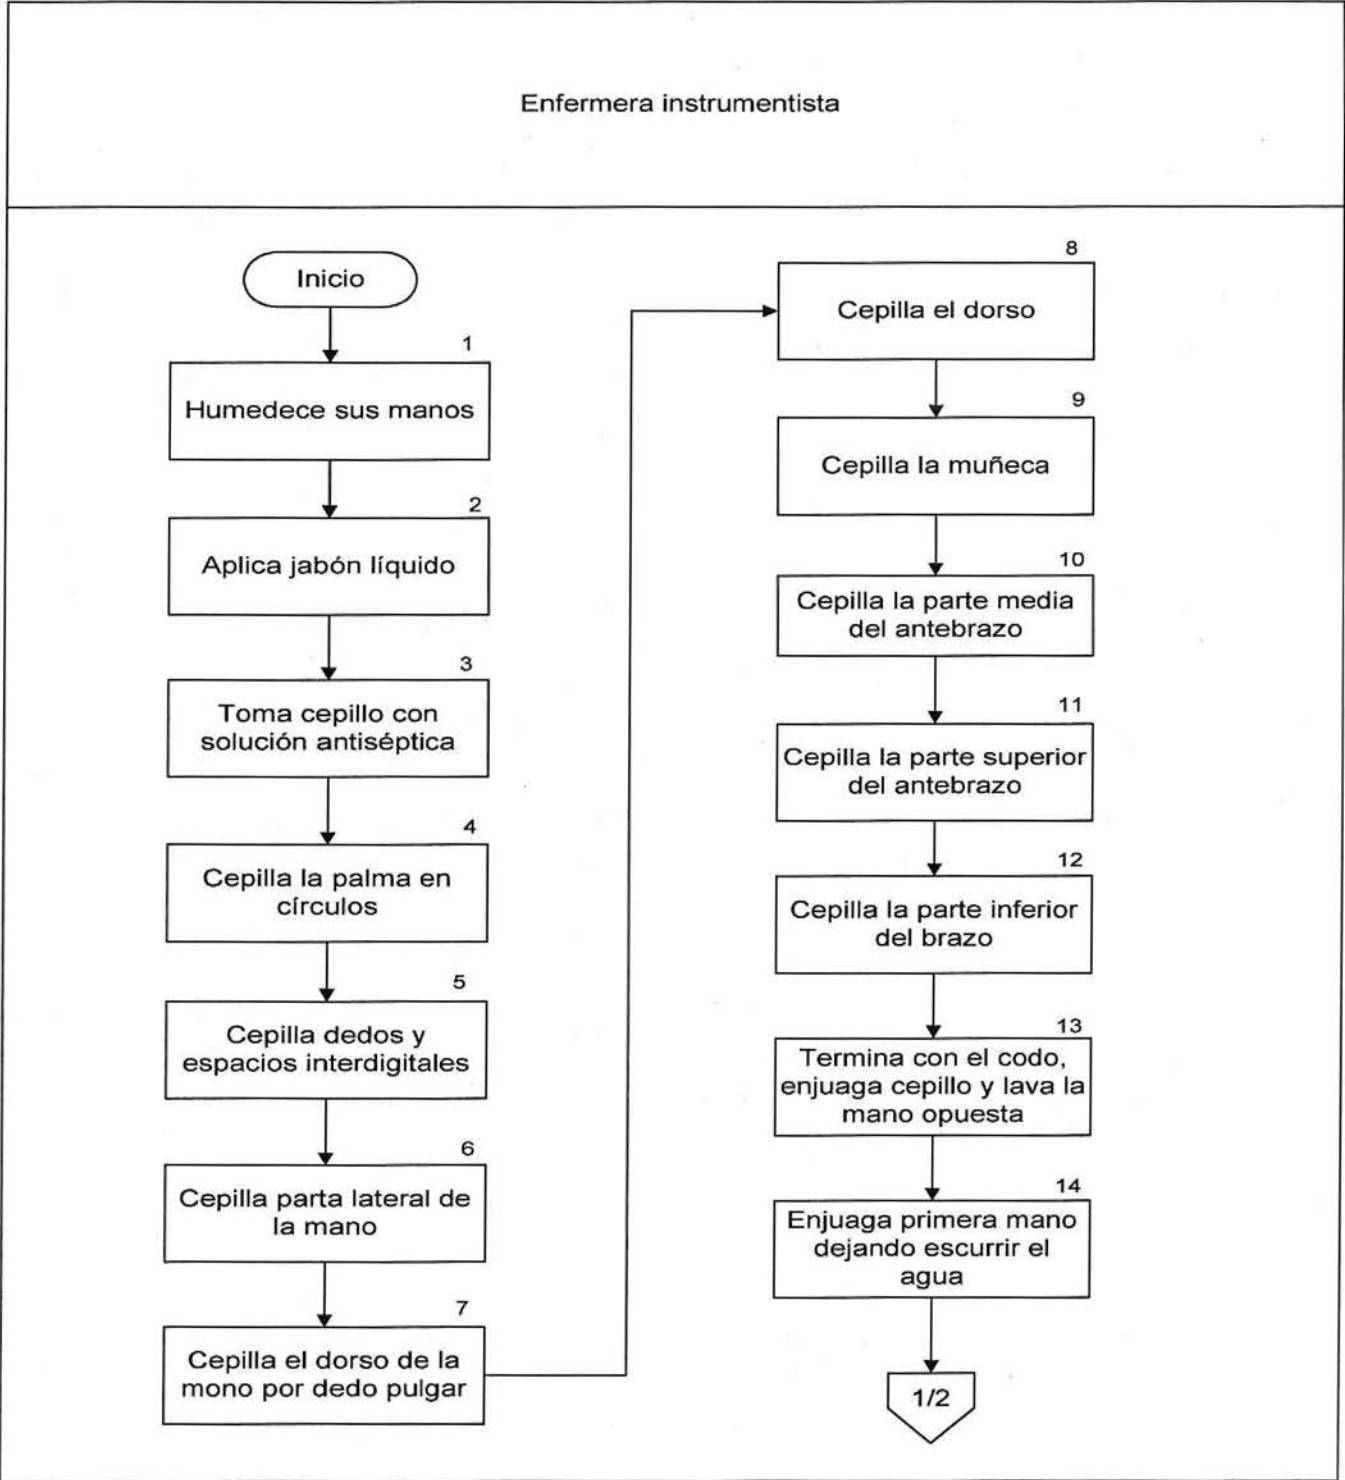 Enfermera instrumentista
Inicio
1
Humedece sus manos
2
Aplica jabón líquido
3
Toma cepillo con
solución antiséptica
4
Cepilla la palma en
círculos
5
Cepilla dedos y
espacios interdigitales
6
Cepilla parta lateral de
la mano
7
Cepilla el dorso de la
mono por dedo pulgar
8
Cepilla el dorso
9
Cepilla la muñeca
10
Cepilla la parte media
del antebrazo
11
Cepilla la parte superior
del antebrazo
12
Cepilla la parte inferior
del brazo
13
Termina con el codo,
enjuaga cepillo y lava la
mano opuesta
14
Enjuaga primera mano
dejando escurrir el
agua
1/2